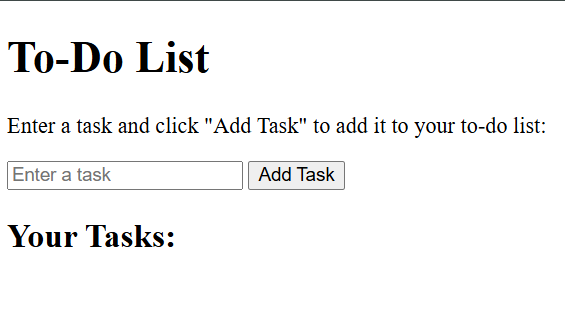 To-Do List
Enter a task and click "Add Task" to add it to your to-do list:
Enter a task Add Task
Your Tasks: